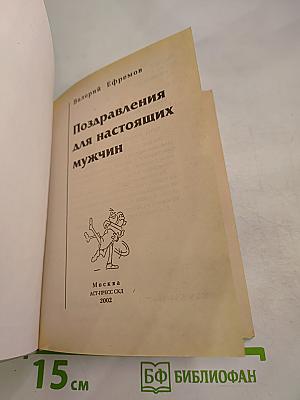 Валерий Ефремов
Поздравления
для настоящих
мужчин
Москва
АСТ-ПРЕСС СКД
2002
15 см
БФ БИБЛИОФАН